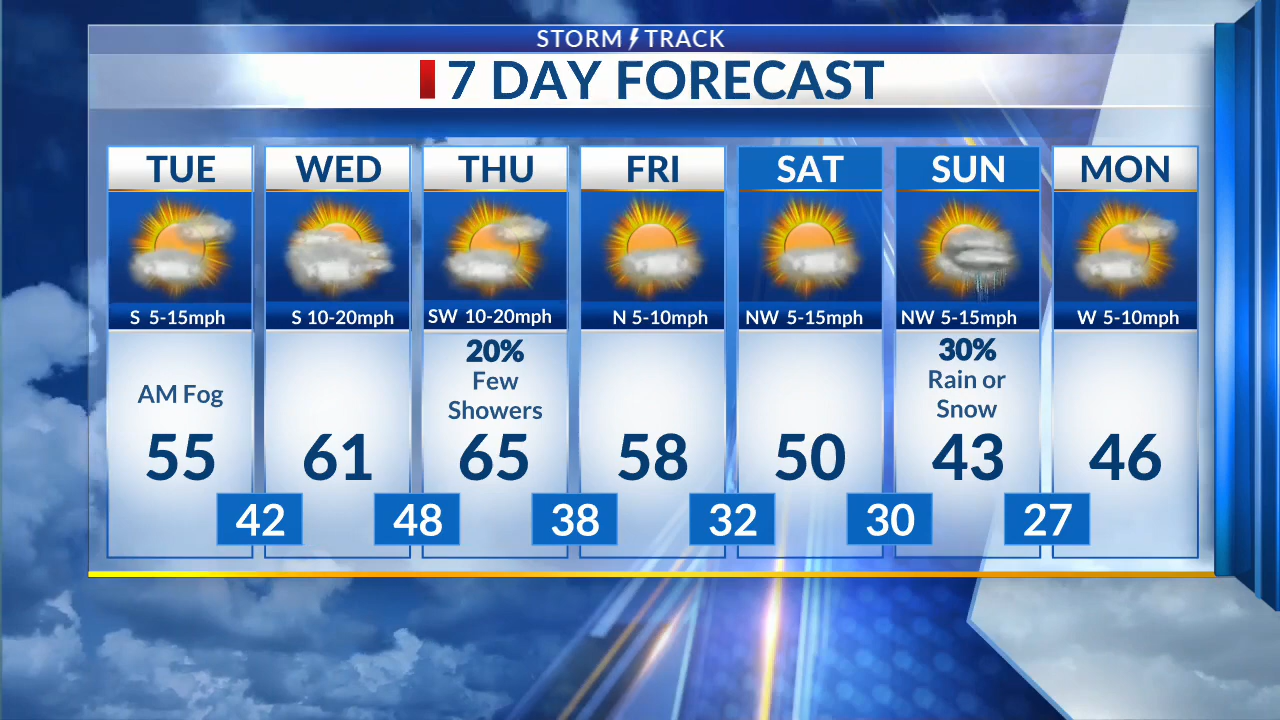 STORM TRACK
7 DAY FORECAST
TUE WED THU FRI SAT SUN MON
S 5-15mph S 10-20mph SW 10-20mph N 5-10mph NW 5-15mph NW 5-15mph W 5-10mph
20% 30%
AM Fog Few Rain or
Showers Snow
55 61 65 58 50 43 46
42 48 38 32 30 27